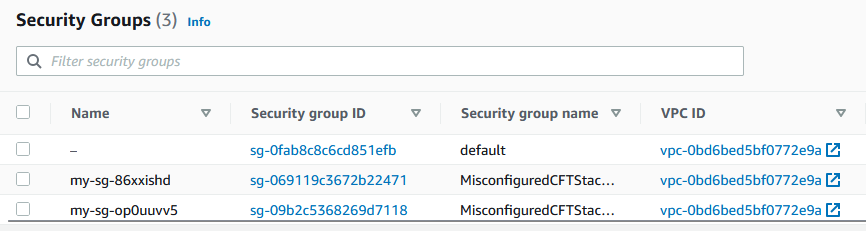 Security Groups (3) Info
Filter security groups
Name Security group ID Security group name VPC ID
– sg-0fab8c8c6cd851efb default vpc-0bd6bed5bf0772e9a
my-sg-86xxishd sg-069119c3672b22471 MisconfiguredCFTStac... vpc-0bd6bed5bf0772e9a
my-sg-op0uuvv5 sg-09b2c5368269d7118 MisconfiguredCFTStac... vpc-0bd6bed5bf0772e9a